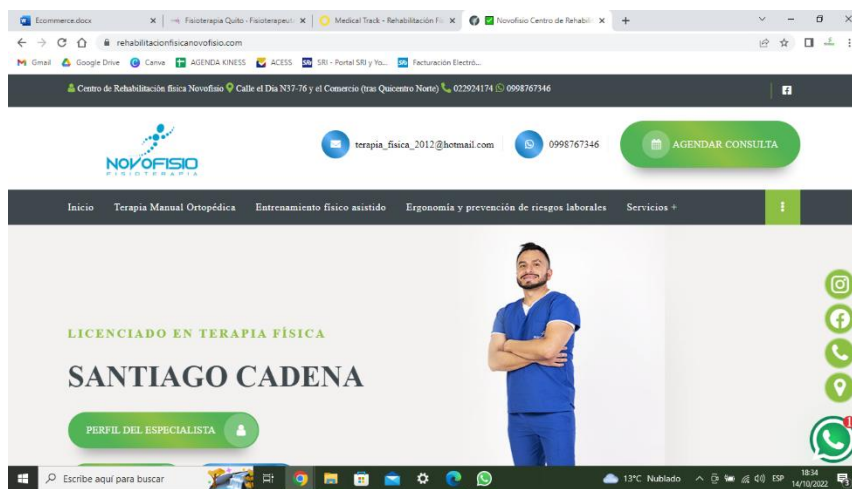 Ecommerce.docx
Fisioterapia Quito - Fisioterapeut
Medical Track - Rehabilitación Fí
Novofisio Centro de Rehabili
rehabilitacionfisicanovofisio.com
Gmail Google Drive Canva AGENDA KINESS ACESS SRI - Portal SRI y Yo... Facturación Electró...
Centro de Rehabilitación física Novofisio Calle el Día N37-76 y el Comercio (tras Quicentro Norte) 022924174 0998767346
NOVOFISIO
FISIOTERAPIA
terapia_fisica_2012@hotmail.com
0998767346
AGENDAR CONSULTA
Inicio Terapia Manual Ortopédica Entrenamiento físico asistido Ergonomía y prevención de riesgos laborales Servicios +
LICENCIADO EN TERAPIA FÍSICA
SANTIAGO CADENA
PERFIL DEL ESPECIALISTA
1
Escribe aquí para buscar
13°C Nublado
ESP
18:34
14/10/2022